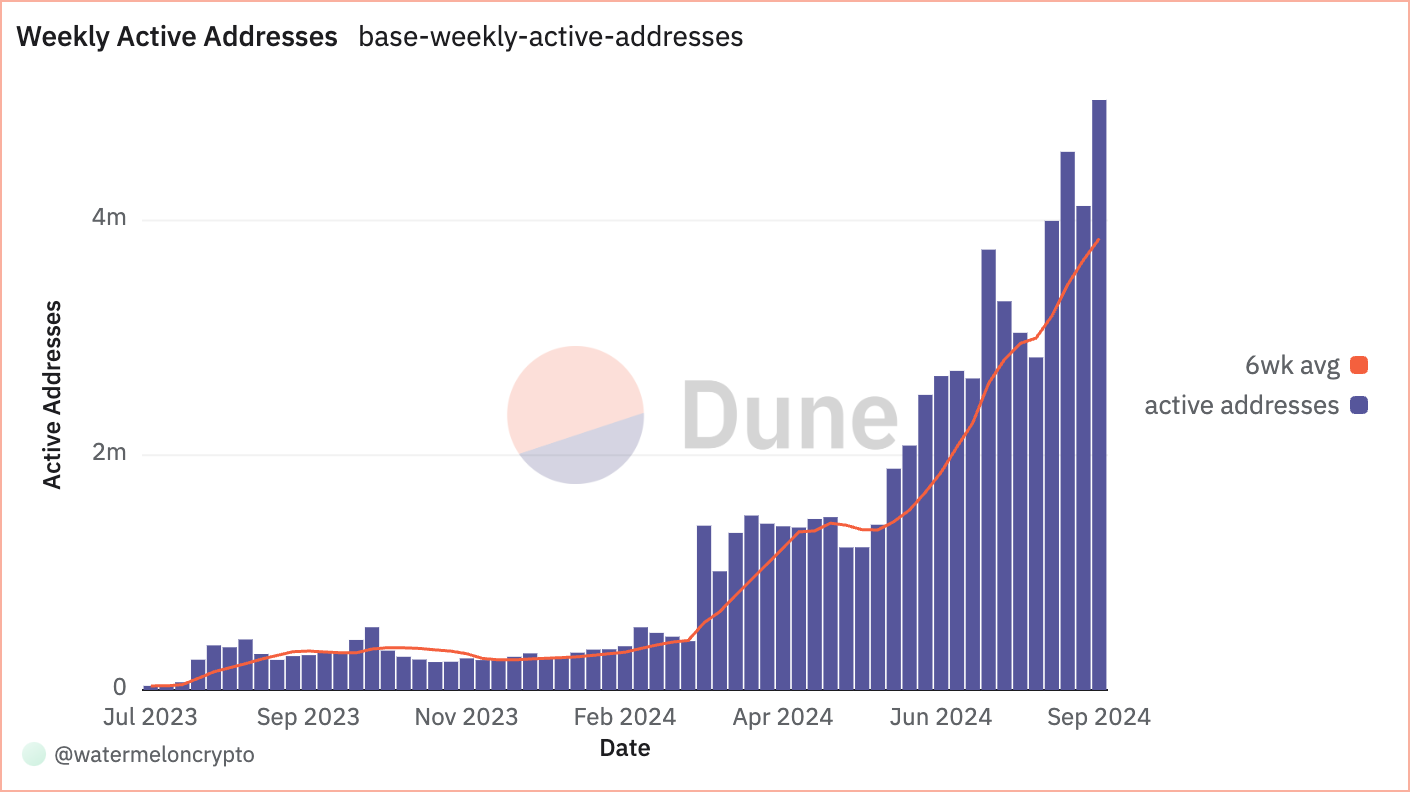 Weekly Active Addresses base-weekly-active-addresses
4m
2m
0
Active Addresses
Dune
6wk avg
active addresses
Jul 2023 Sep 2023 Nov 2023 Feb 2024 Apr 2024 Jun 2024 Sep 2024
Date
@watermeloncrypto